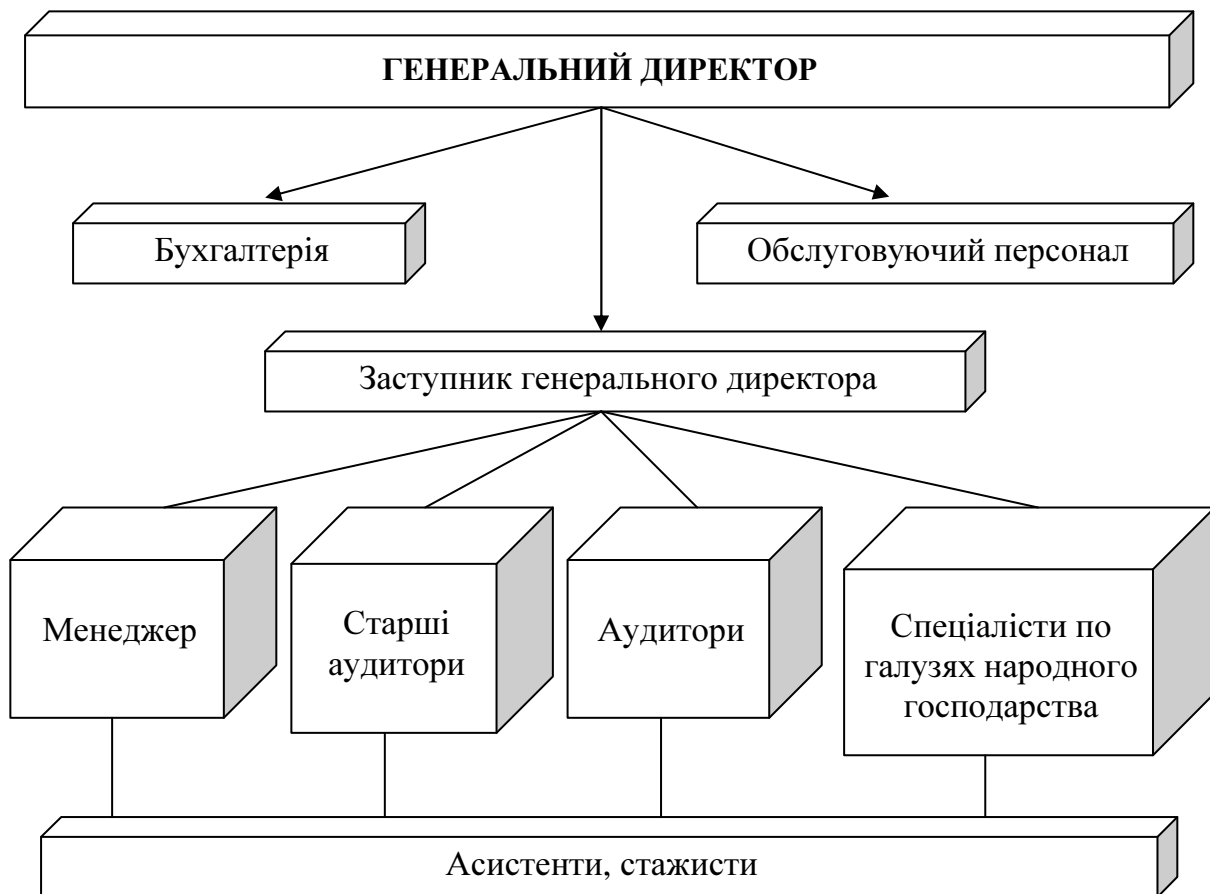 ГЕНЕРАЛЬНИЙ ДИРЕКТОР
Бухгалтерія
Обслуговуючий персонал
Заступник генерального директора
Менеджер
Старші
аудитори
Аудитори
Спеціалісти по
галузях народного
господарства
Асистенти, стажисти